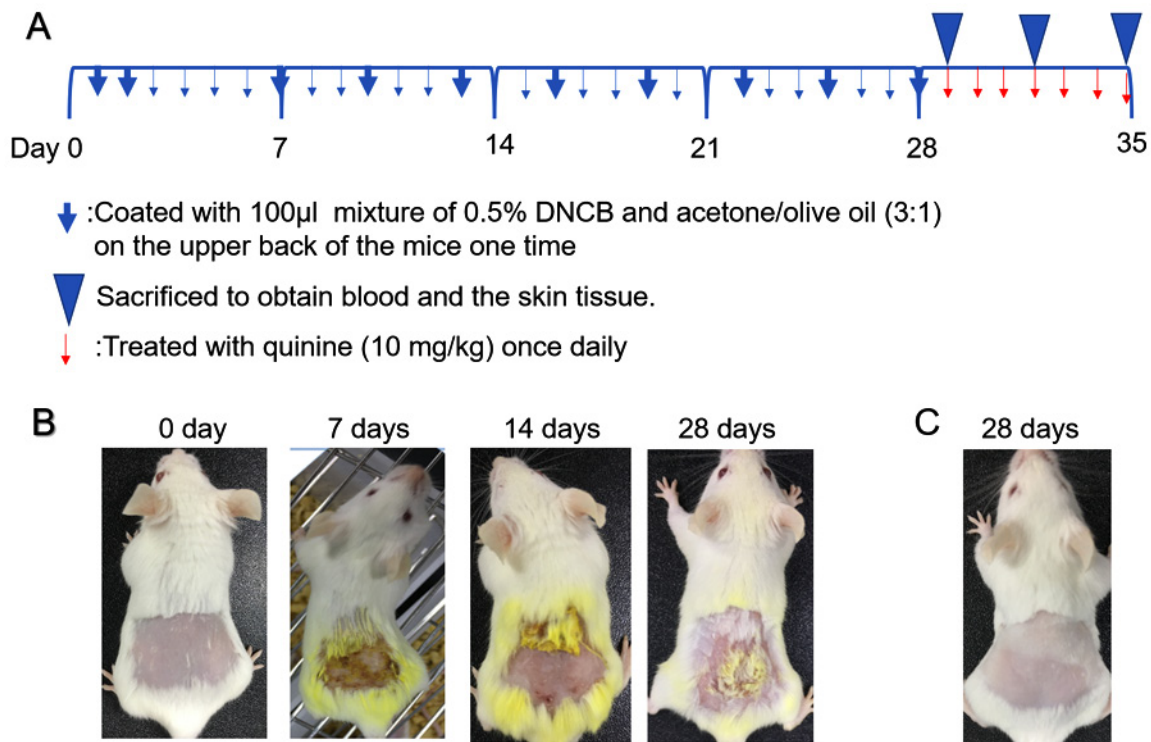 A
Day 0 7 14 21 28 35
:Coated with 100µl mixture of 0.5% DNCB and acetone/olive oil (3:1)
on the upper back of the mice one time
Sacrificed to obtain blood and the skin tissue.
:Treated with quinine (10 mg/kg) once daily
B 0 day 7 days 14 days 28 days C 28 days